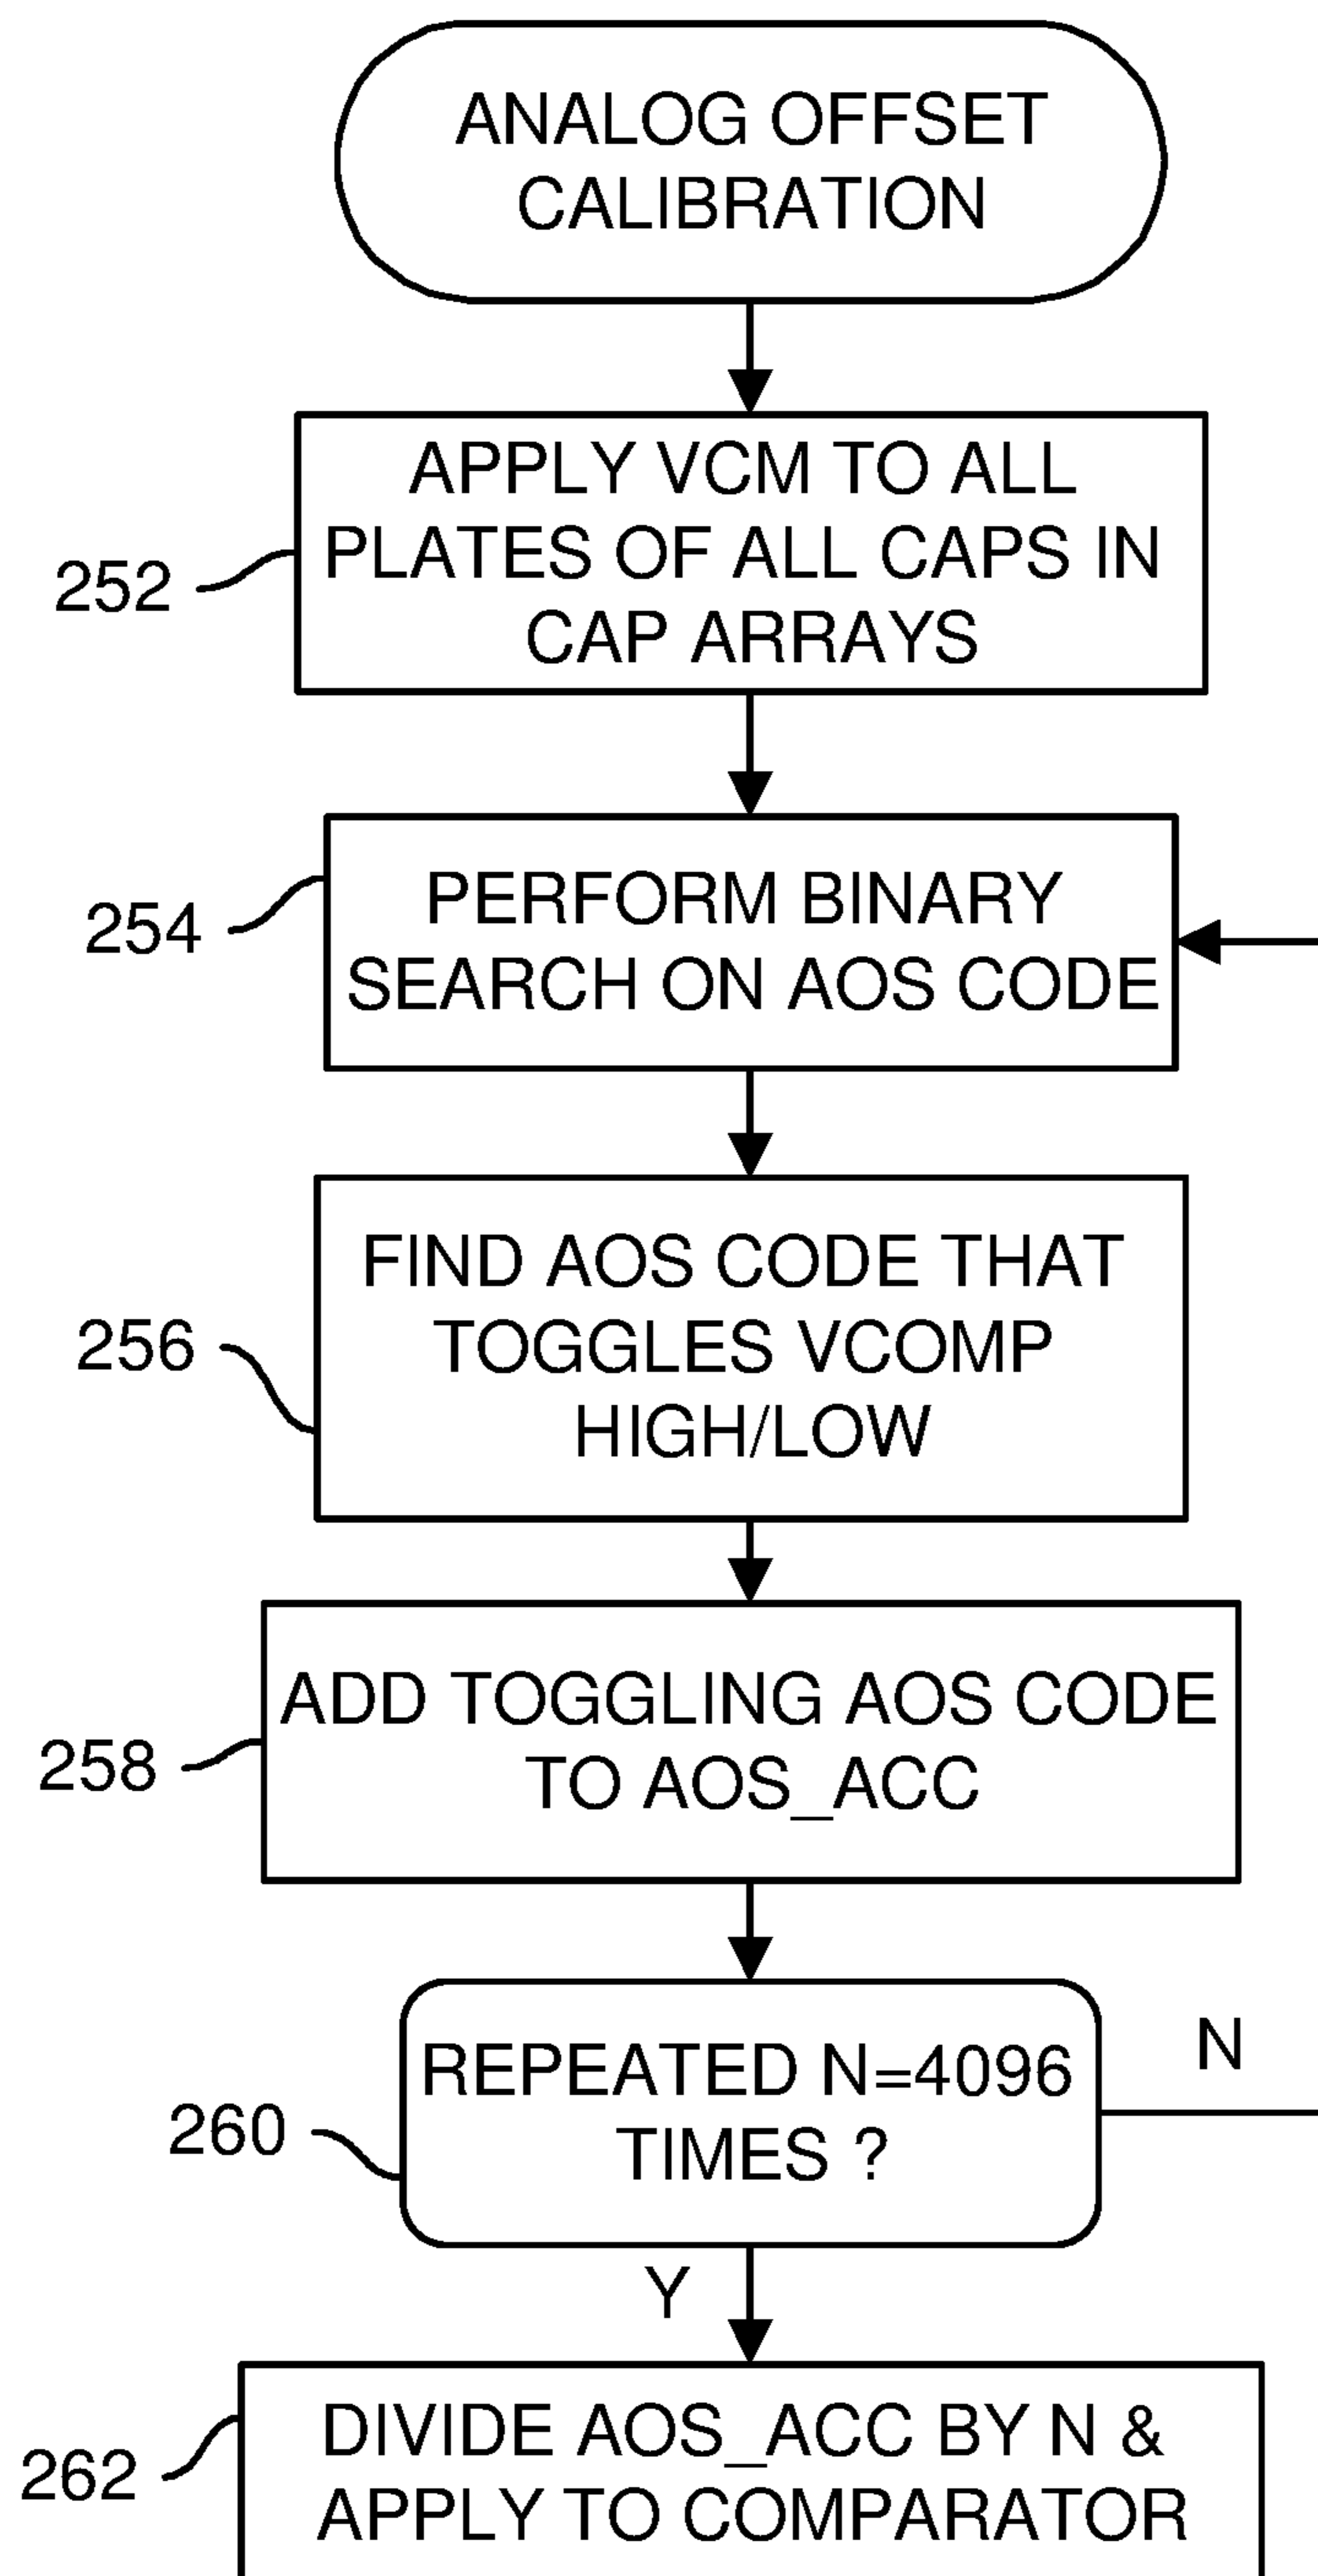 ANALOG OFFSET
CALIBRATION
APPLY VCM TO ALL
PLATES OF ALL CAPS IN
CAP ARRAYS
252
PERFORM BINARY
SEARCH ON AOS CODE
254
FIND AOS CODE THAT
TOGGLES VCOMP
HIGH/LOW
256
ADD TOGGLING AOS CODE
TO AOS_ACC
258
REPEATED N=4096
TIMES ?
N
260
Y
DIVIDE AOS_ACC BY N &
APPLY TO COMPARATOR
262